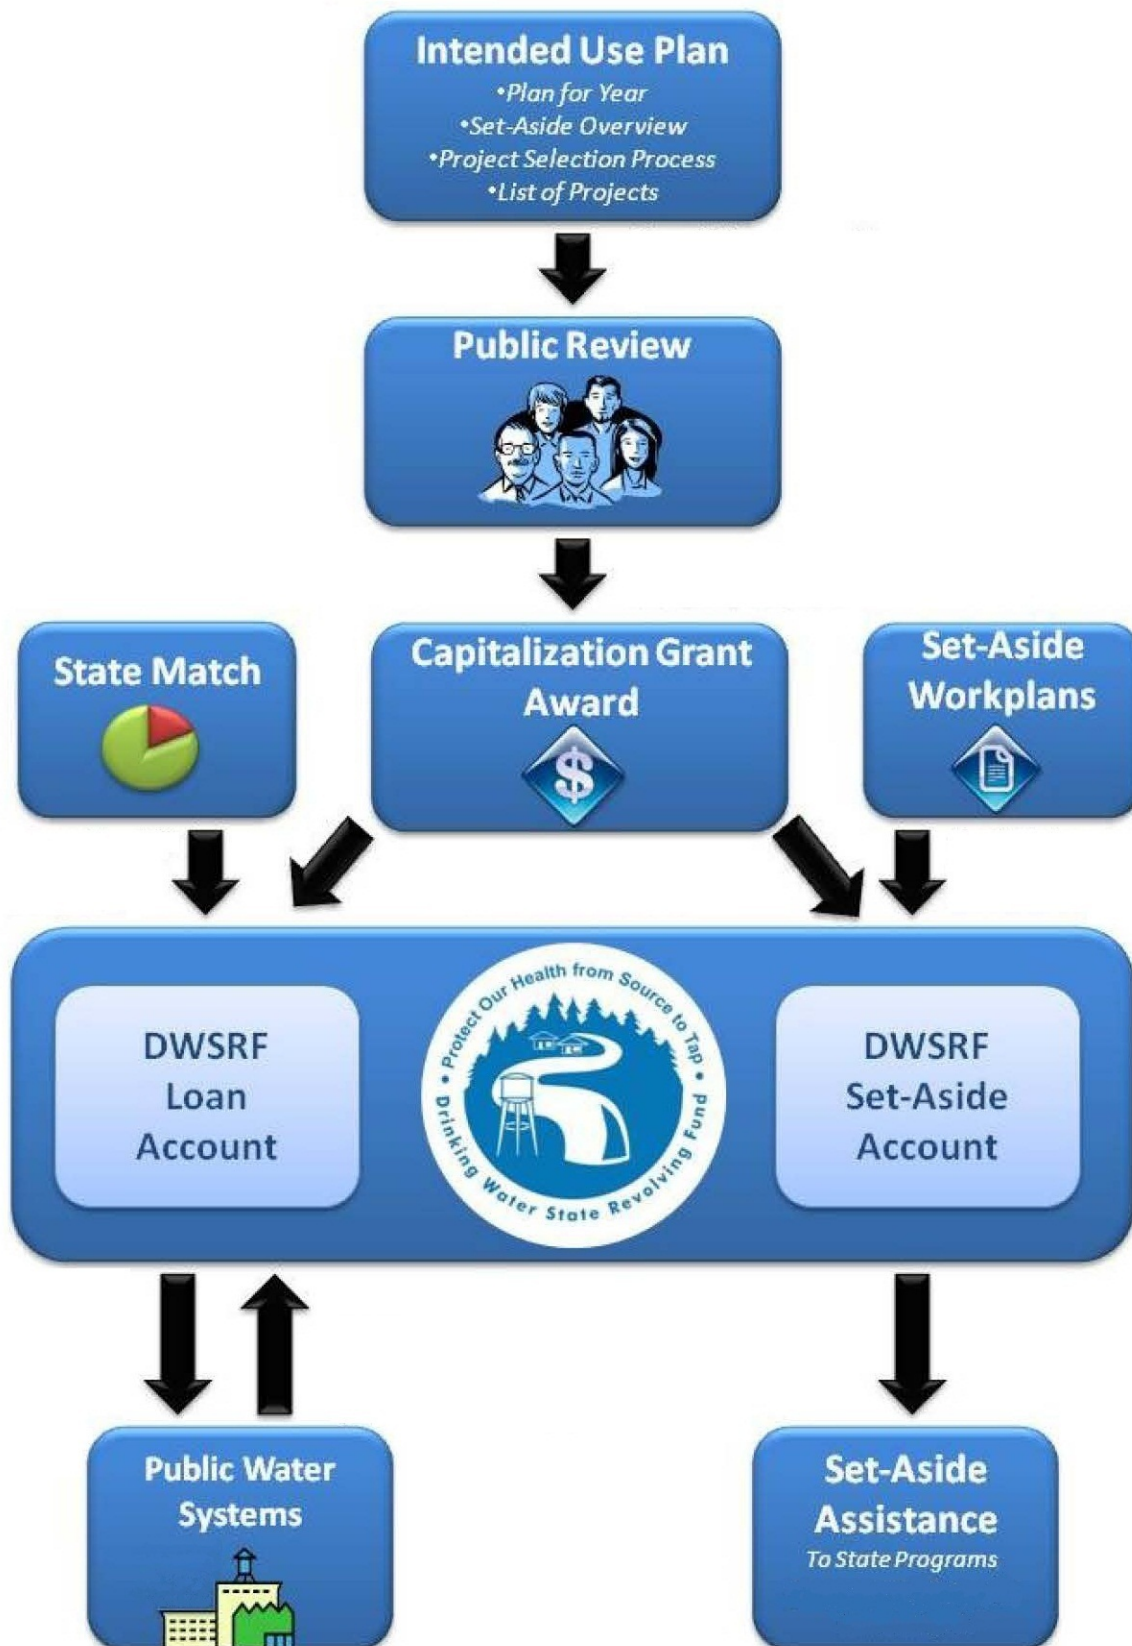 Intended Use Plan
•Plan for Year
•Set-Aside Overview
•Project Selection Process
•List of Projects
Public Review
State Match
Capitalization Grant
Award
$
Set-Aside
Workplans
DWSRF
Loan
Account
• Protect Our Health from Source to Tap •
Drinking Water State Revolving Fund
DWSRF
Set-Aside
Account
Public Water
Systems
Set-Aside
Assistance
To State Programs